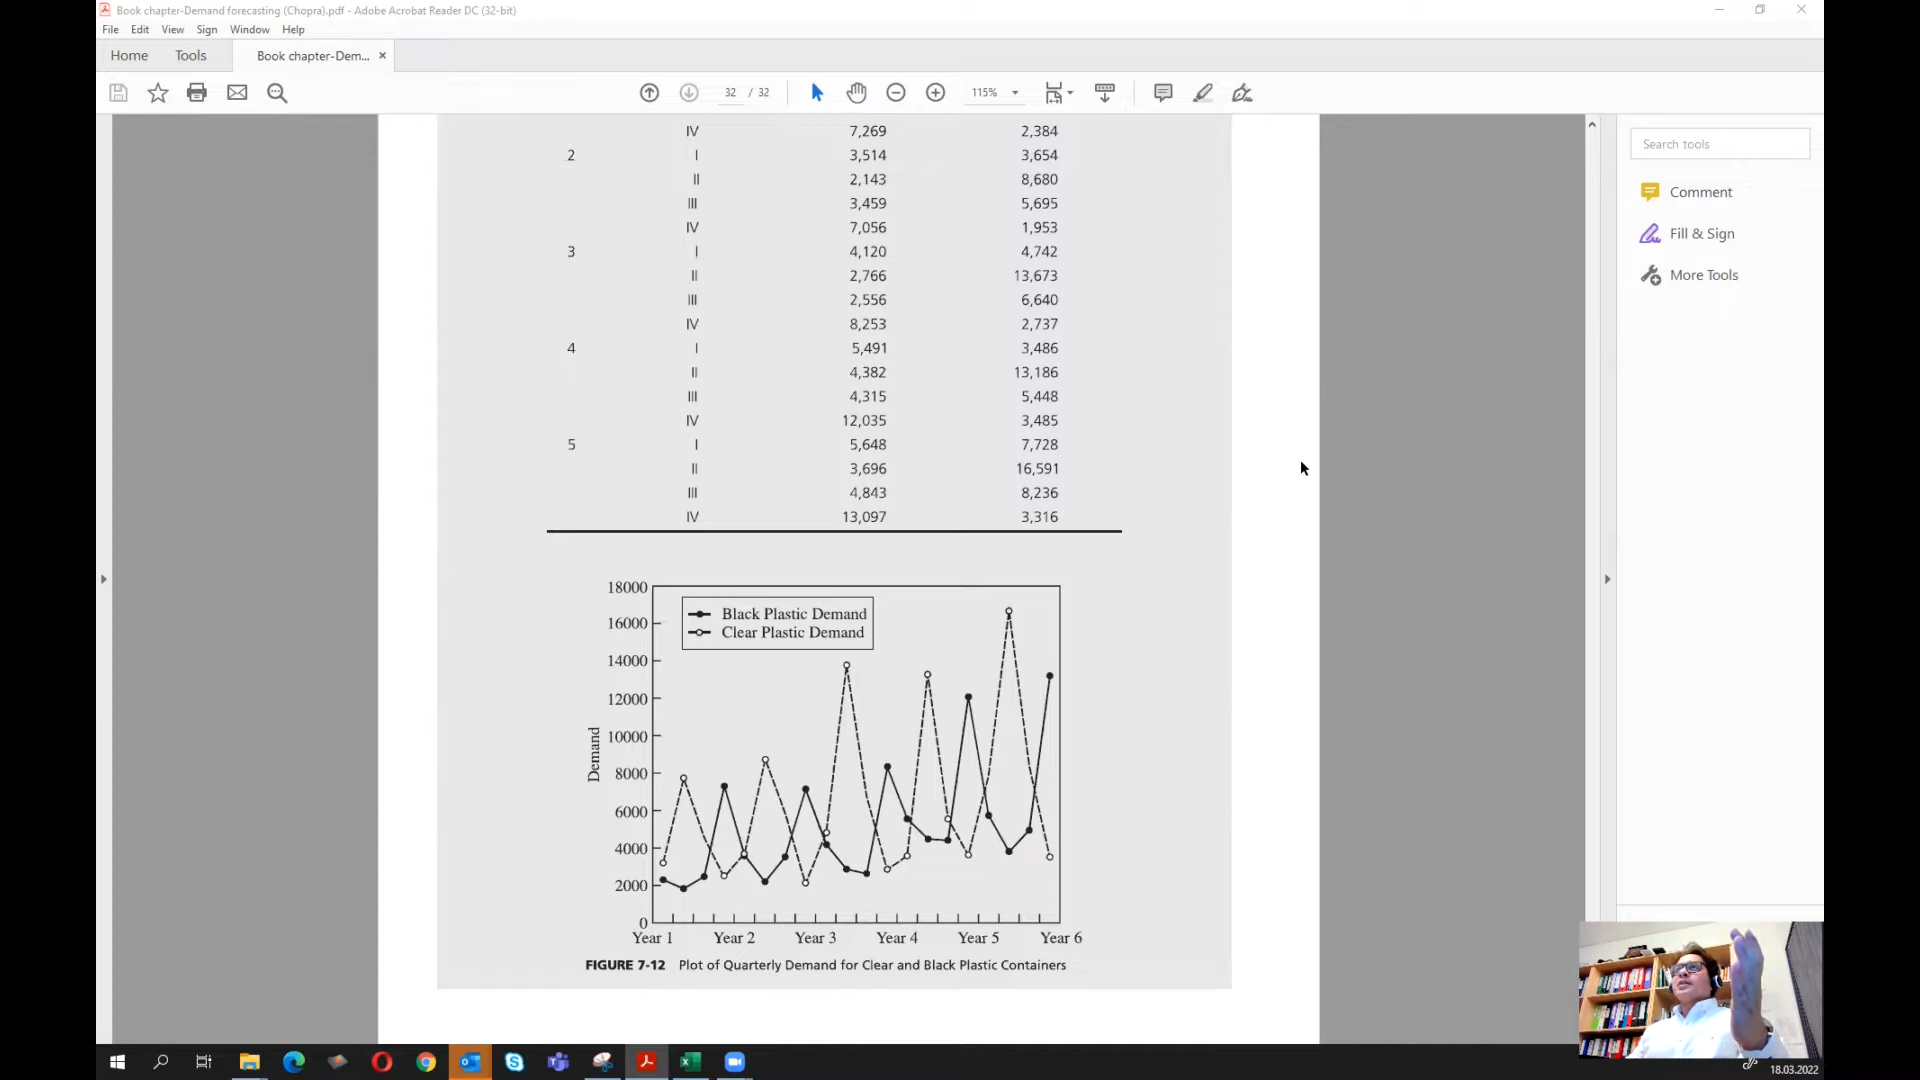 Book chapter-Demand forecasting (Chopra).pdf - Adobe Acrobat Reader DC (32-bit)
File Edit View Sign Window Help
Home Tools Book chapter-Dem...
32 / 32 115%
Search tools
Comment
Fill & Sign
More Tools
IV 7,269 2,384
2 I 3,514 3,654
II 2,143 8,680
III 3,459 5,695
IV 7,056 1,953
3 I 4,120 4,742
II 2,766 13,673
III 2,556 6,640
IV 8,253 2,737
4 I 5,491 3,486
II 4,382 13,186
III 4,315 5,448
IV 12,035 3,485
5 I 5,648 7,728
II 3,696 16,591
III 4,843 8,236
IV 13,097 3,316
Black Plastic Demand
Clear Plastic Demand
18000
16000
14000
12000
10000
8000
6000
4000
2000
0
Demand
Year 1 Year 2 Year 3 Year 4 Year 5 Year 6
FIGURE 7-12 Plot of Quarterly Demand for Clear and Black Plastic Containers
18.03.2022